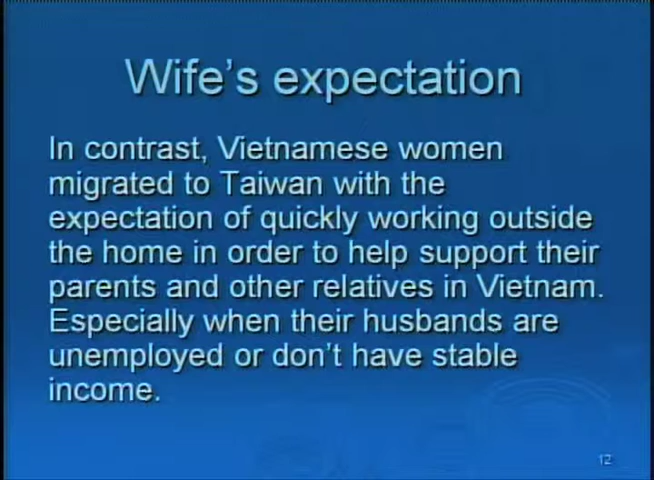 Wife's expectation
In contrast, Vietnamese women
migrated to Taiwan with the
expectation of quickly working outside
the home in order to help support their
parents and other relatives in Vietnam.
Especially when their husbands are
unemployed or don't have stable
income.
12